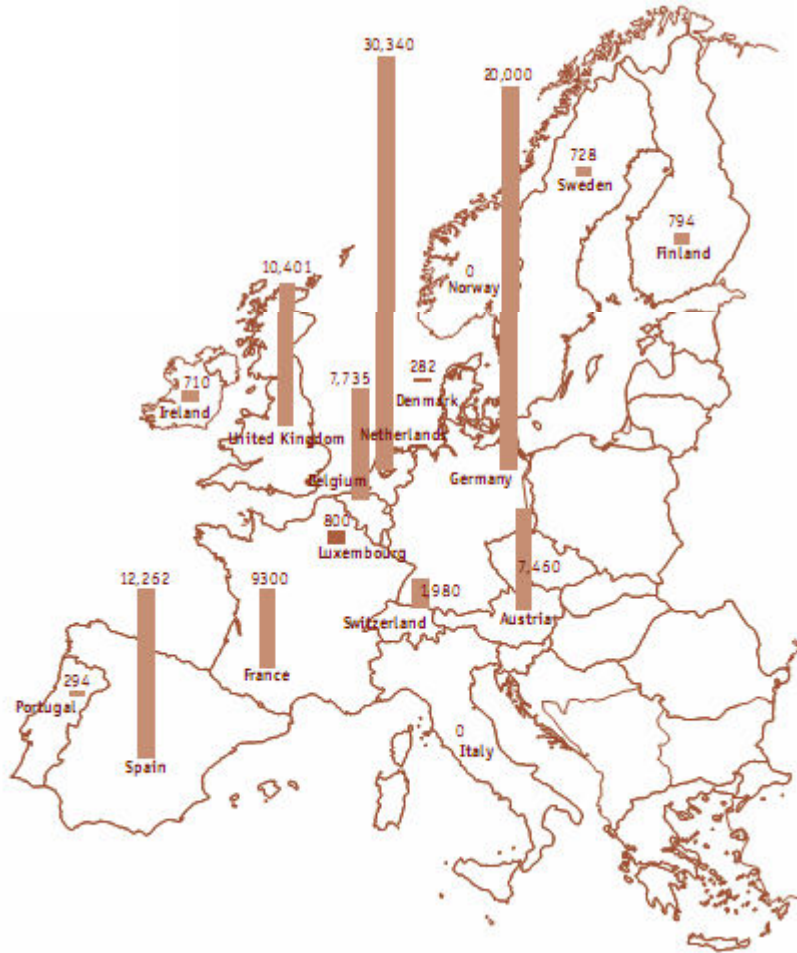 30,340
20,000
728
Sweden
794
Finland
10,401
0
Norway
710
Ireland
7,735
282
Denmark
United Kingdom
Netherlands
Belgium
Germany
800
Luxembourg
7,460
12,262
9300
1,980
Switzerland
Austria
France
294
Portugal
0
Italy
Spain